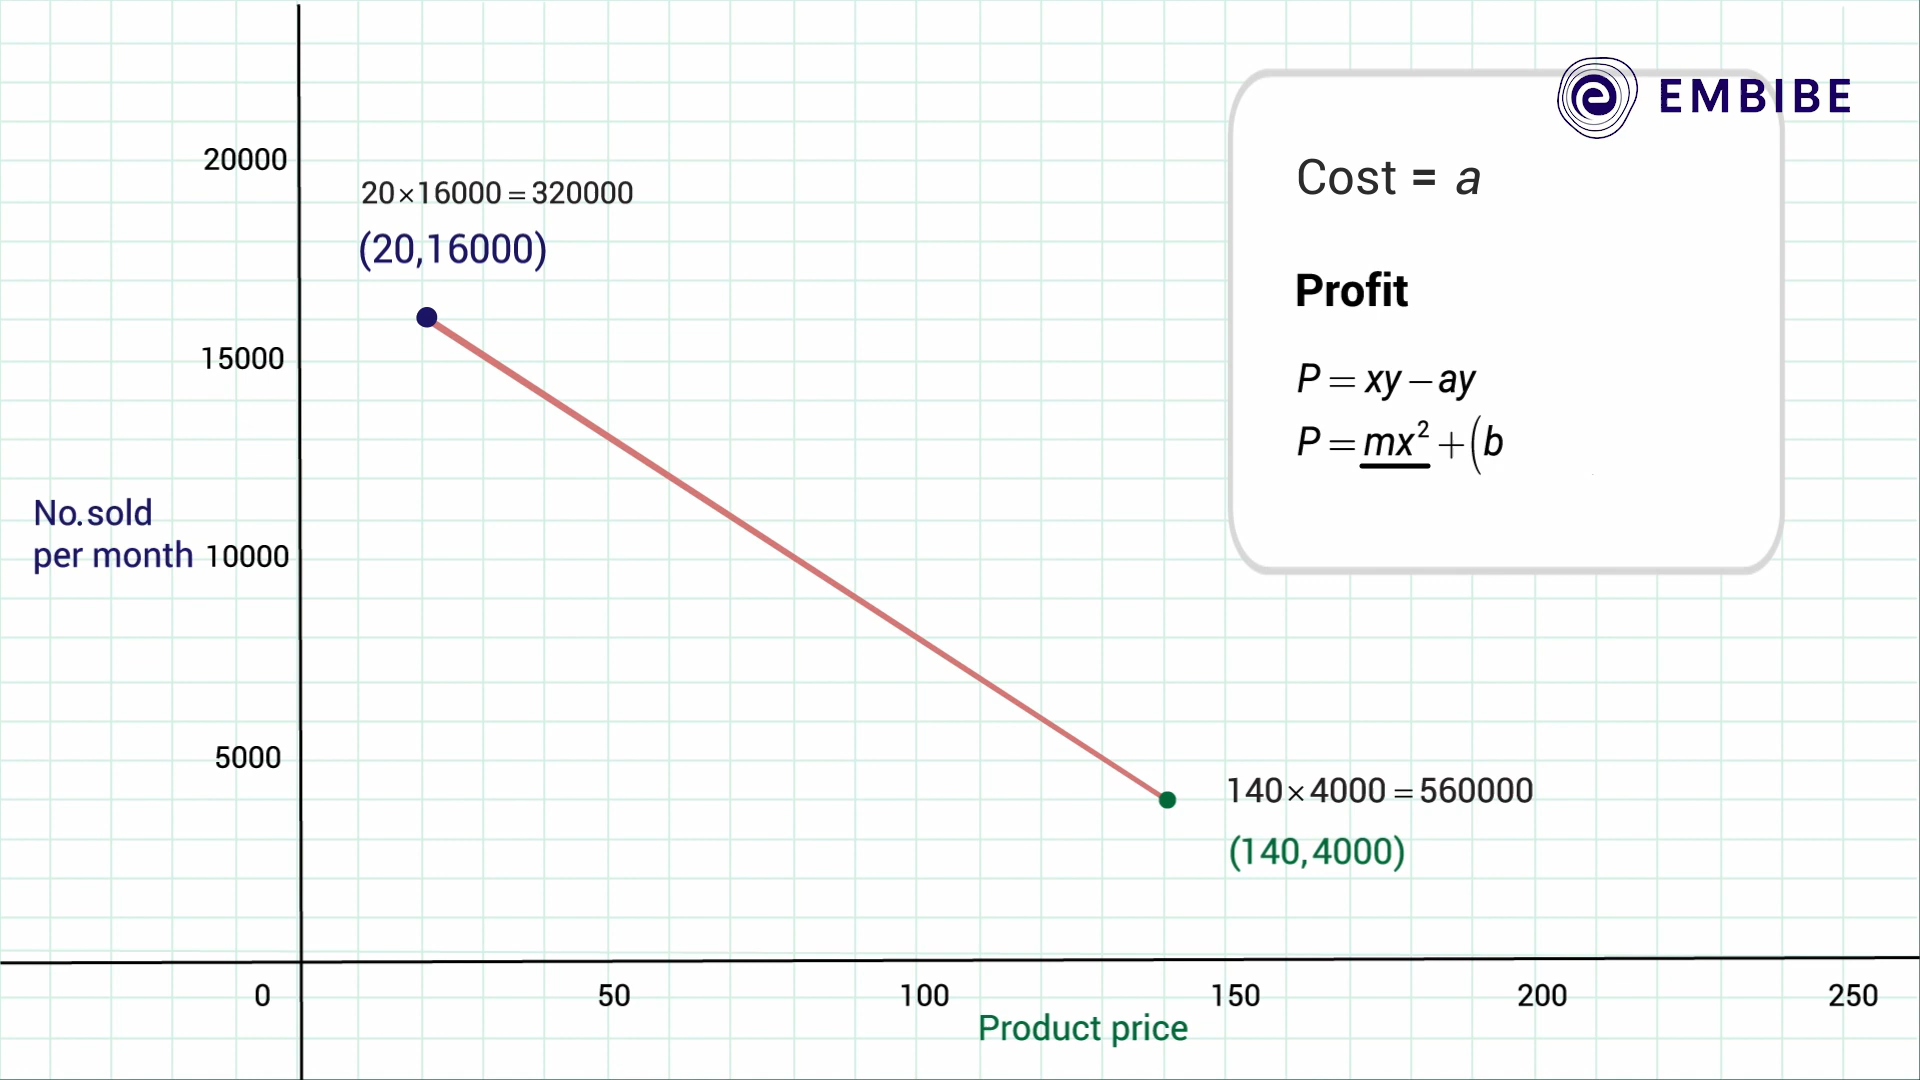 EMBIBE
20000
20×16000=320000
(20,16000)
15000
Cost = a
Profit
P = xy – ay
P = mx² + (b
No. sold
per month
10000
5000
140×4000=560000
(140,4000)
0 50 100 150 200 250
Product price